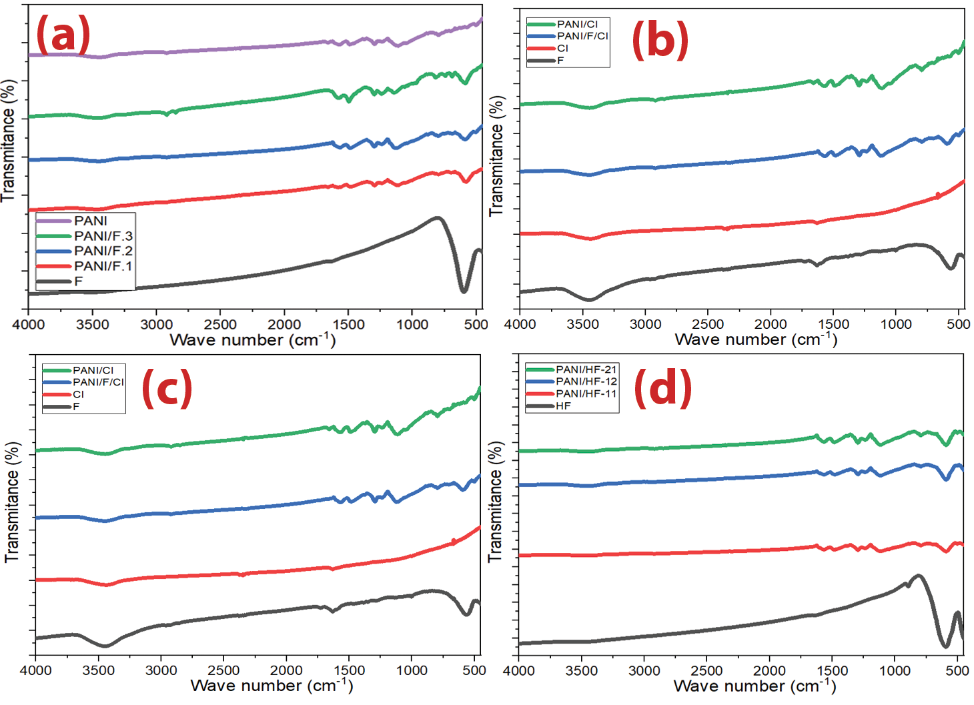 (a)
Transmitance (%)
PANI
PANI/F.3
PANI/F.2
PANI/F.1
F
4000 3500 3000 2500 2000 1500 1000 500
Wave number (cm⁻¹)
(b)
Transmitance (%)
PANI/CI
PANI/F/CI
CI
F
4000 3500 3000 2500 2000 1500 1000 500
Wave number (cm⁻¹)
(c)
Transmitance (%)
PANI/CI
PANI/F/CI
CI
F
4000 3500 3000 2500 2000 1500 1000 500
Wave number (cm⁻¹)
(d)
Transmitance (%)
PANI/HF-21
PANI/HF-12
PANI/HF-11
HF
4000 3500 3000 2500 2000 1500 1000 500
Wave number (cm⁻¹)